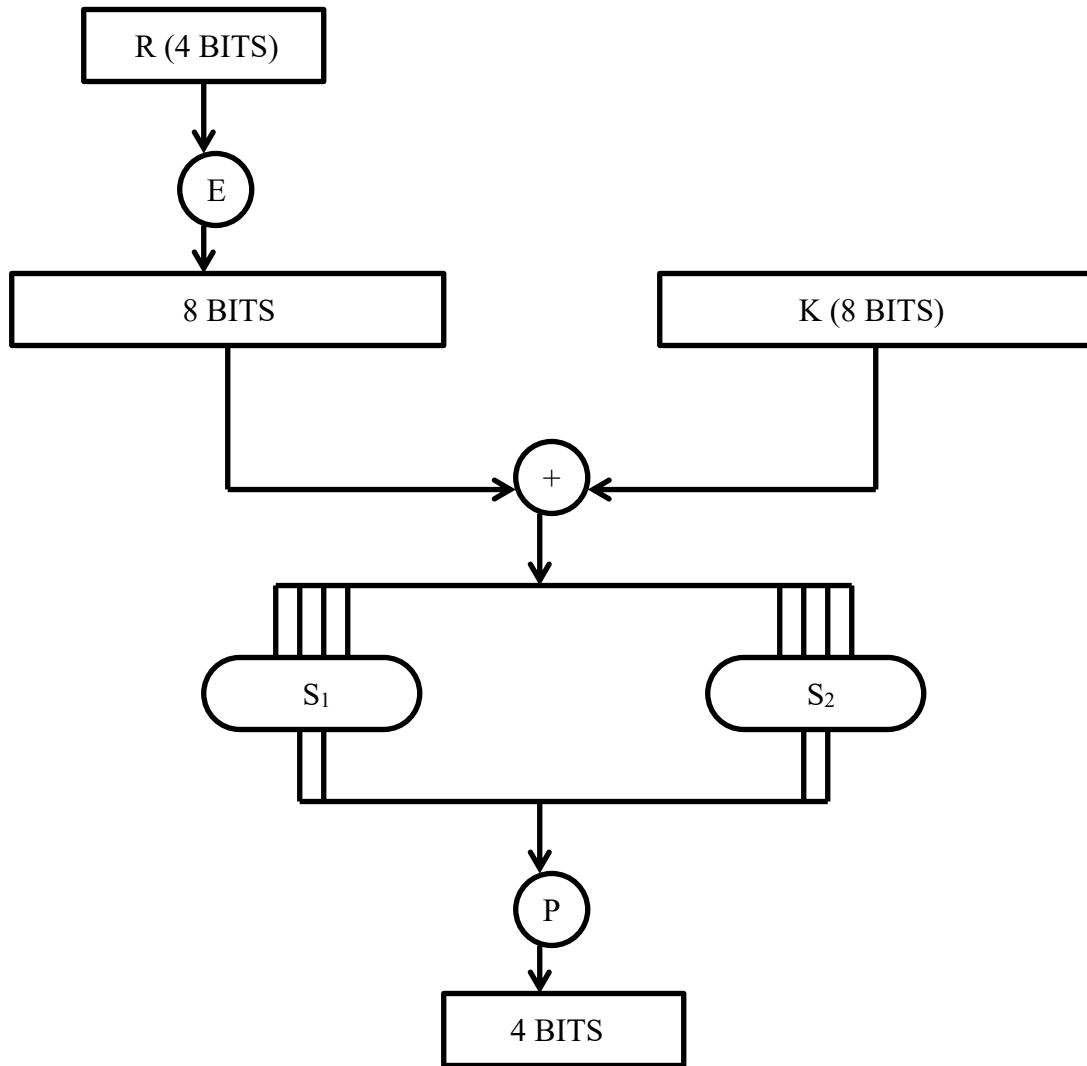 R (4 BITS)
E
8 BITS
K (8 BITS)
+
S₁
S₂
P
4 BITS